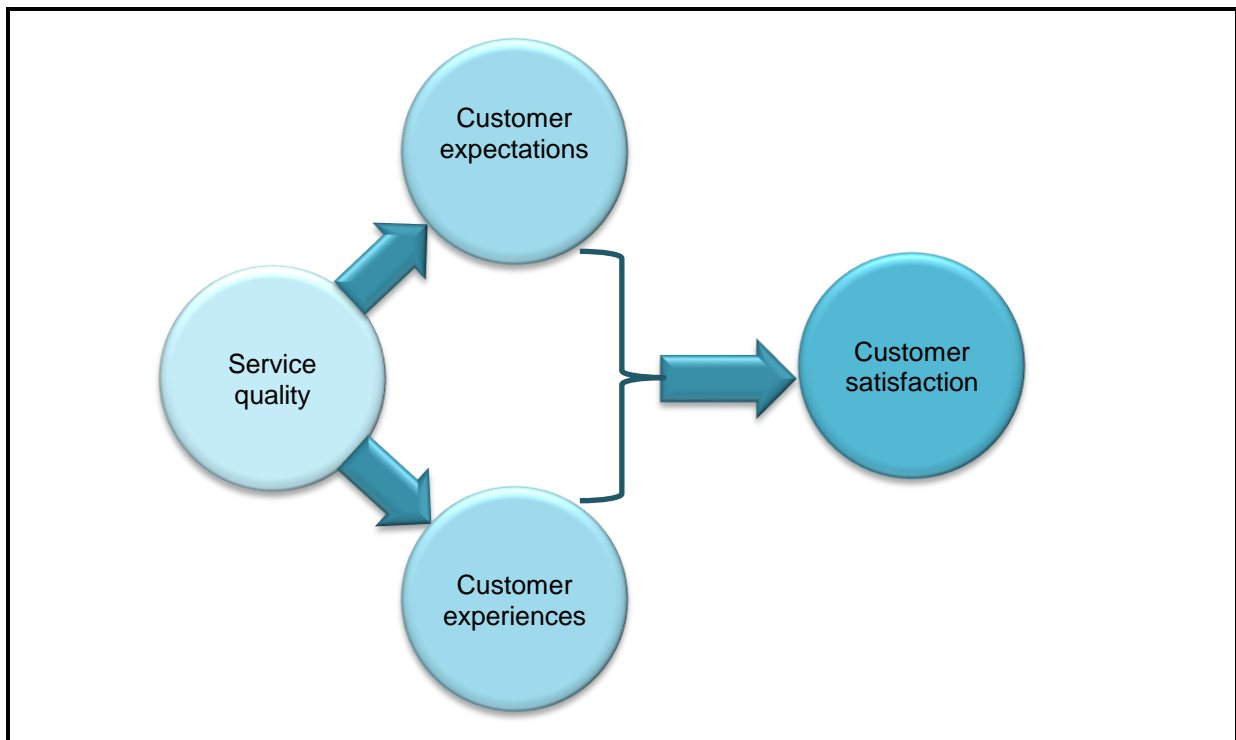 Customer
expectations
Service
quality
Customer
satisfaction
Customer
experiences